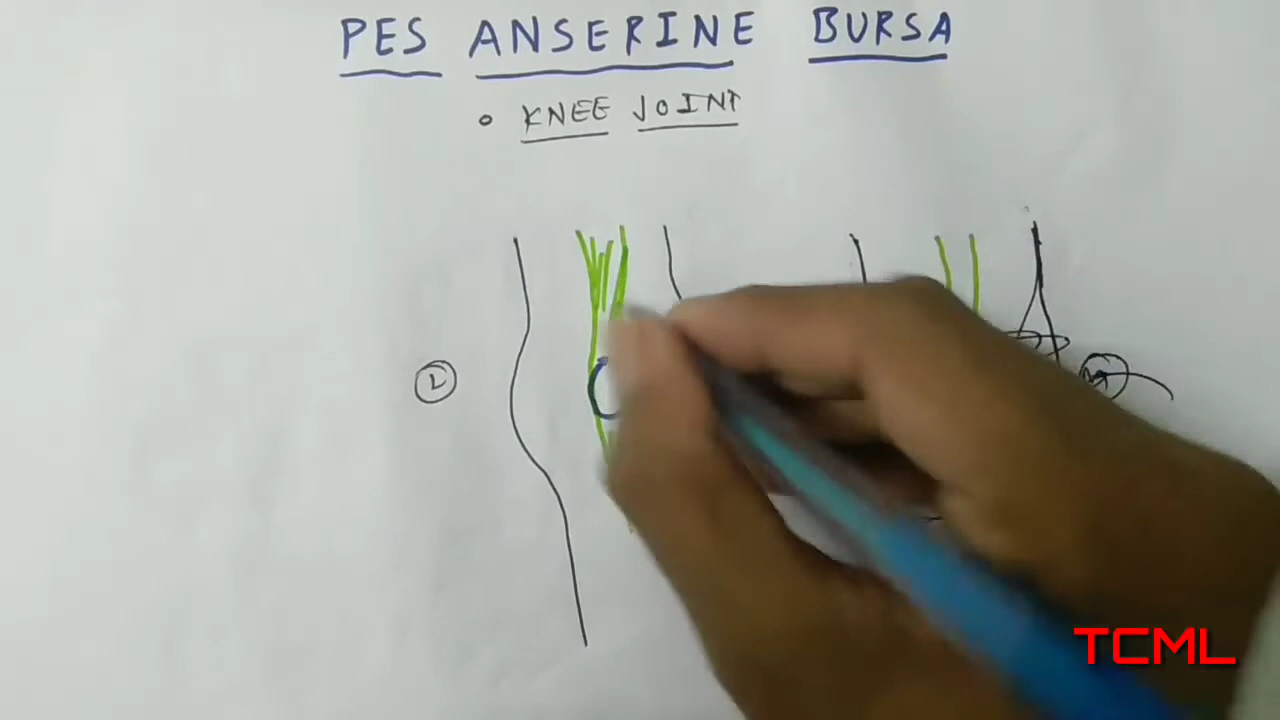 PES ANSERINE BURSA
• KNEE JOINT
L
TCML